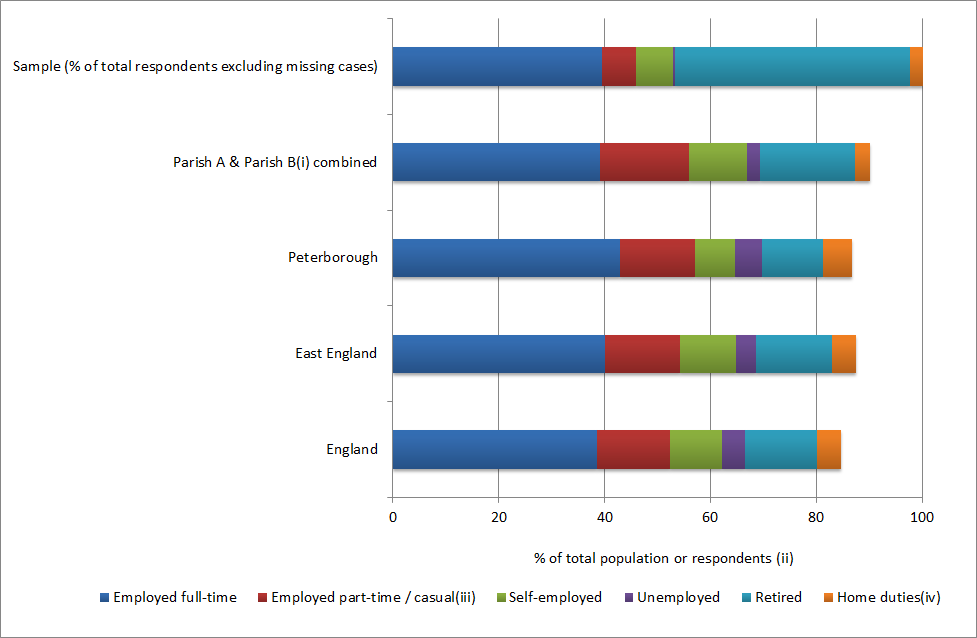 Sample (% of total respondents excluding missing cases)
Parish A & Parish B(i) combined
Peterborough
East England
England
0 20 40 60 80 100
% of total population or respondents (ii)
Employed full-time Employed part-time / casual(iii) Self-employed Unemployed Retired Home duties(iv)